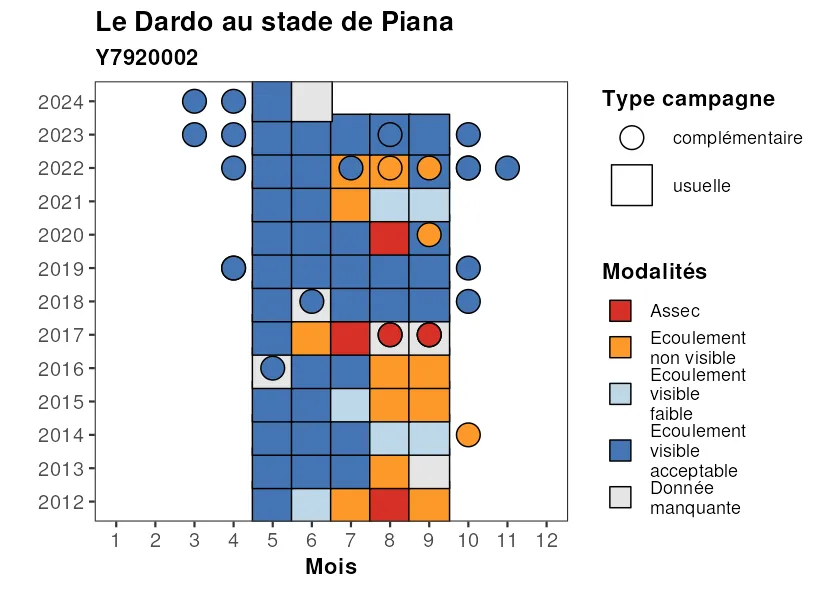 Le Dardo au stade de Piana
Y7920002
2024
2023
2022
2021
2020
2019
2018
2017
2016
2015
2014
2013
2012
1 2 3 4 5 6 7 8 9 10 11 12
Mois
Type campagne
complémentaire
usuelle
Modalités
Assec
Ecoulement
non visible
Ecoulement
visible
faible
Ecoulement
visible
acceptable
Donnée
manquante